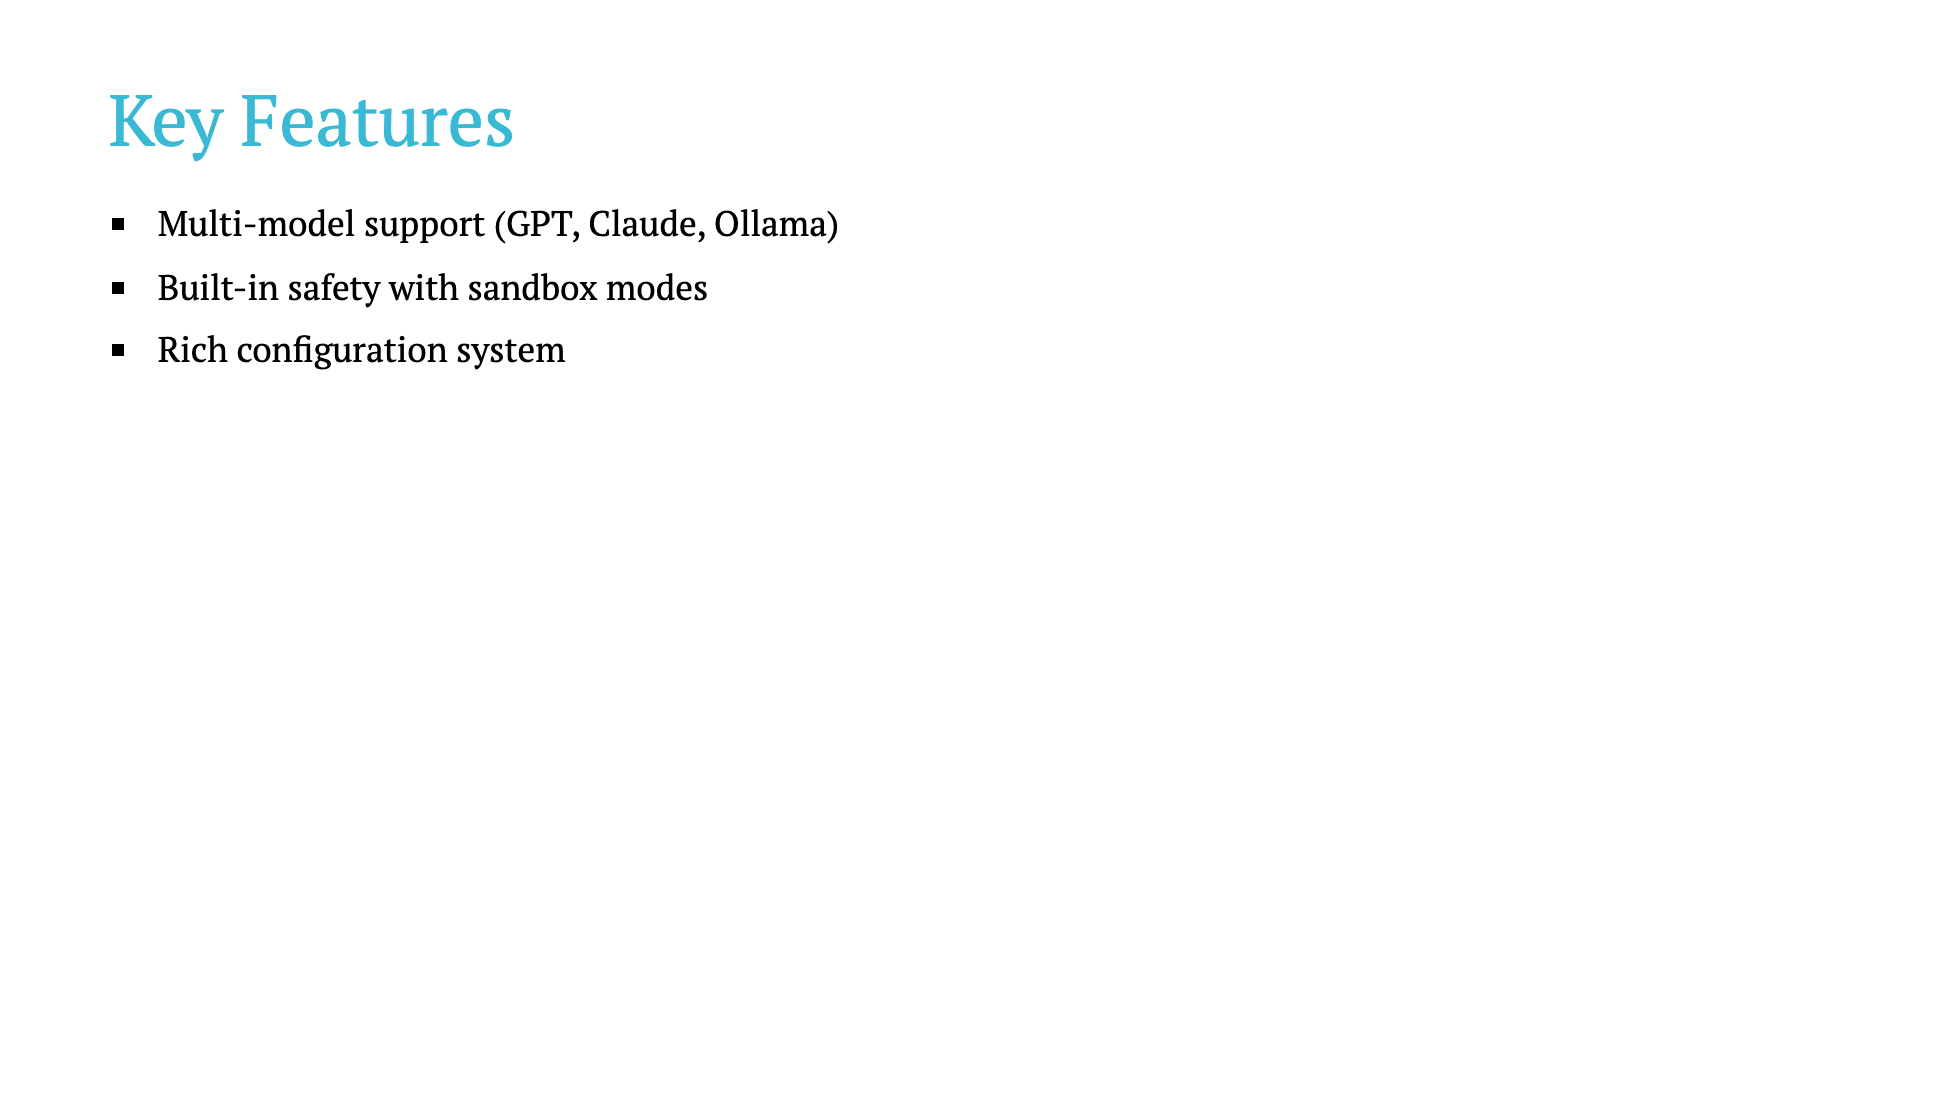 Key Features
▪ Multi-model support (GPT, Claude, Ollama)
▪ Built-in safety with sandbox modes
▪ Rich configuration system